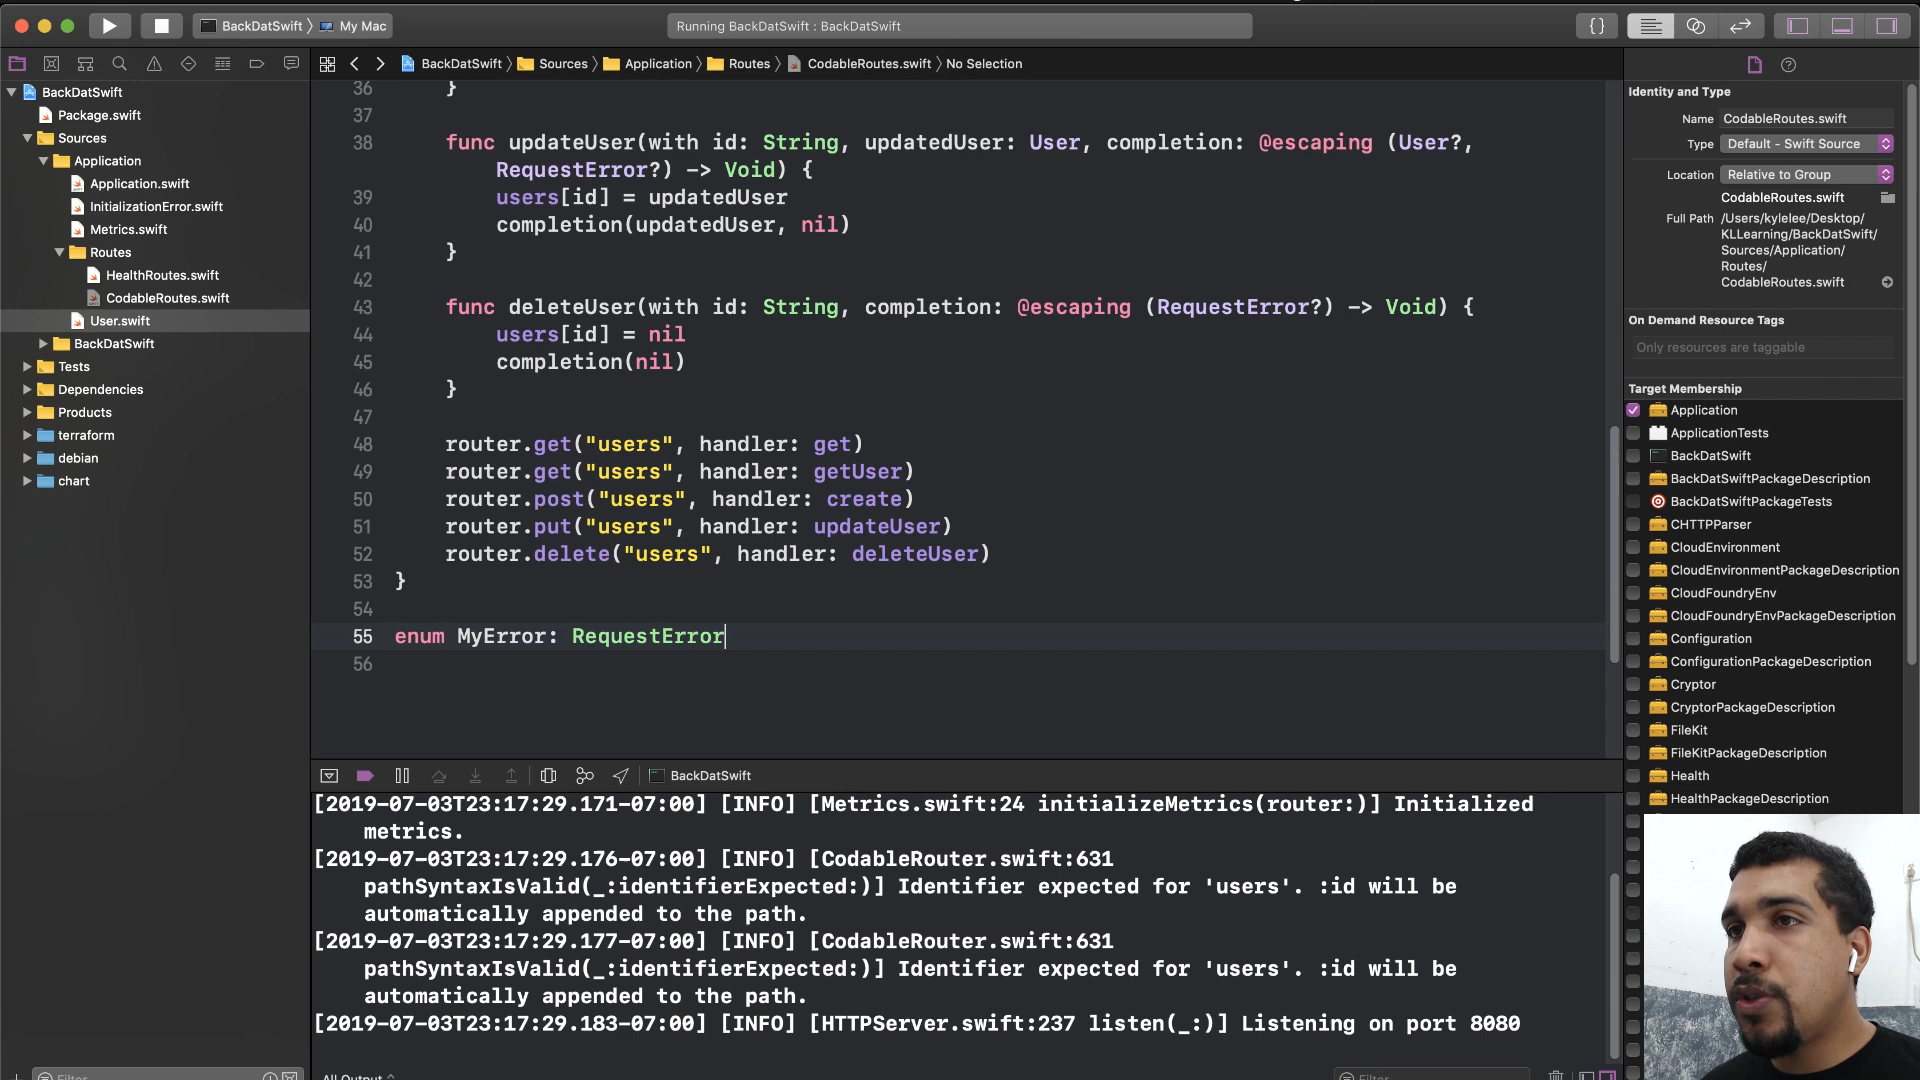 BackDatSwift
My Mac
Running BackDatSwift : BackDatSwift
{}
BackDatSwift
Package.swift
Sources
Application
Application.swift
InitializationError.swift
Metrics.swift
Routes
HealthRoutes.swift
CodableRoutes.swift
User.swift
BackDatSwift
Tests
Dependencies
Products
terraform
debian
chart
BackDatSwift Sources Application Routes CodableRoutes.swift No Selection
36 }
37
38 func updateUser(with id: String, updatedUser: User, completion: @escaping (User?,
RequestError?) -> Void) {
39 users[id] = updatedUser
40 completion(updatedUser, nil)
41 }
42
43 func deleteUser(with id: String, completion: @escaping (RequestError?) -> Void) {
44 users[id] = nil
45 completion(nil)
46 }
47
48 router.get("users", handler: get)
49 router.get("users", handler: getUser)
50 router.post("users", handler: create)
51 router.put("users", handler: updateUser)
52 router.delete("users", handler: deleteUser)
53 }
54
55 enum MyError: RequestError
56
BackDatSwift
[2019-07-03T23:17:29.171-07:00] [INFO] [Metrics.swift:24 initializeMetrics(router:)] Initialized
metrics.
[2019-07-03T23:17:29.176-07:00] [INFO] [CodableRouter.swift:631
pathSyntaxIsValid(_:identifierExpected:)] Identifier expected for 'users'. :id will be
automatically appended to the path.
[2019-07-03T23:17:29.177-07:00] [INFO] [CodableRouter.swift:631
pathSyntaxIsValid(_:identifierExpected:)] Identifier expected for 'users'. :id will be
automatically appended to the path.
[2019-07-03T23:17:29.183-07:00] [INFO] [HTTPServer.swift:237 listen(_:)] Listening on port 8080
Filter
All Output
Filter
Identity and Type
Name CodableRoutes.swift
Type Default - Swift Source
Location Relative to Group
CodableRoutes.swift
Full Path /Users/kylelee/Desktop/
KLLearning/BackDatSwift/
Sources/Application/
Routes/
CodableRoutes.swift
On Demand Resource Tags
Only resources are taggable
Target Membership
Application
ApplicationTests
BackDatSwift
BackDatSwiftPackageDescription
BackDatSwiftPackageTests
CHTTPParser
CloudEnvironment
CloudEnvironmentPackageDescription
CloudFoundryEnv
CloudFoundryEnvPackageDescription
Configuration
ConfigurationPackageDescription
Cryptor
CryptorPackageDescription
FileKit
FileKitPackageDescription
Health
HealthPackageDescription